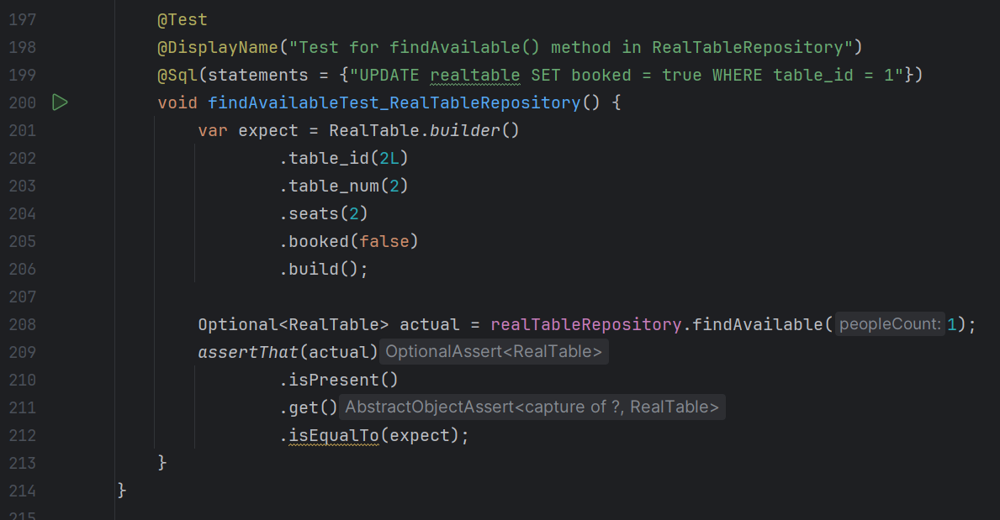 197 @Test
198 @DisplayName("Test for findAvailable() method in RealTableRepository")
199 @Sql(statements = {"UPDATE realtable SET booked = true WHERE table_id = 1"})
200 void findAvailableTest_RealTableRepository() {
201 var expect = RealTable.builder()
202 .table_id(2L)
203 .table_num(2)
204 .seats(2)
205 .booked(false)
206 .build();
207
208 Optional<RealTable> actual = realTableRepository.findAvailable( peopleCount: 1);
209 assertThat(actual) OptionalAssert<RealTable>
210 .isPresent()
211 .get() AbstractObjectAssert<capture of ?, RealTable>
212 .isEqualTo(expect);
213 }
214 }
215